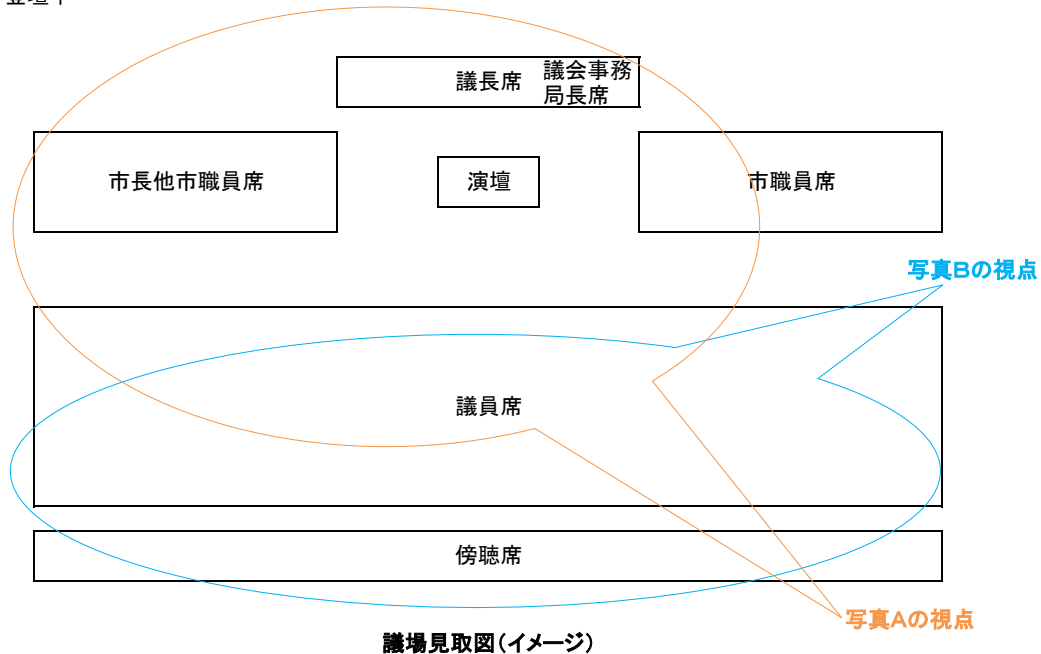 議長席 議会事務
局長席
市長他市職員席
演壇
市職員席
写真Bの視点
議員席
傍聴席
写真Aの視点
議場見取図(イメージ)